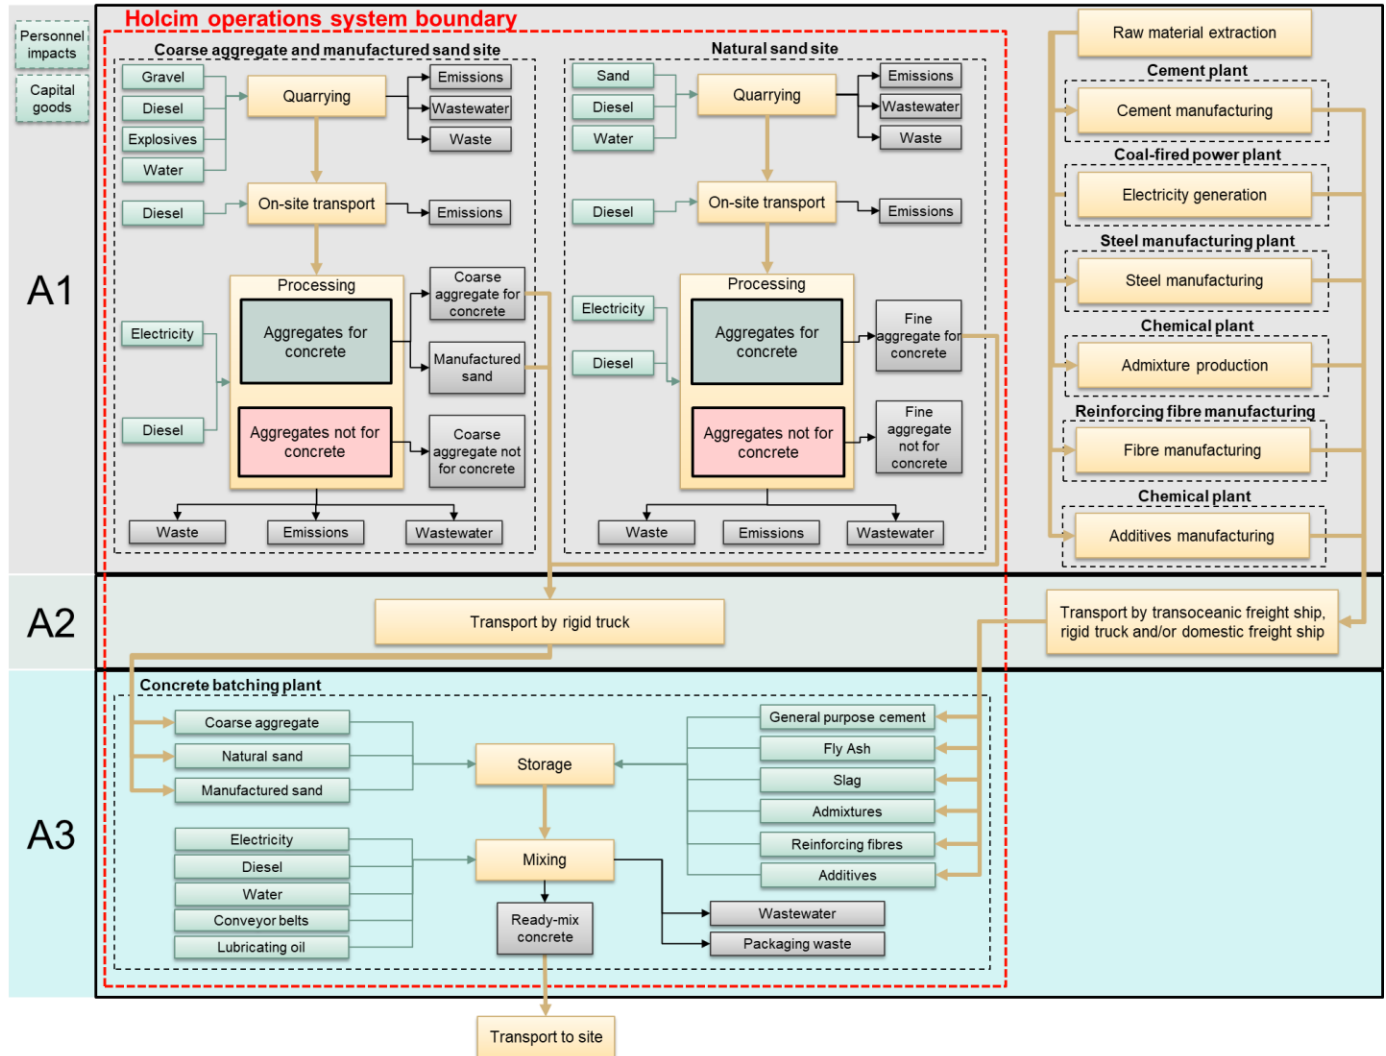 Holcim operations system boundary
Personnel
impacts
Capital
goods
A1
Coarse aggregate and manufactured sand site
Gravel
Diesel
Explosives
Water
Quarrying
Emissions
Wastewater
Waste
Diesel
On-site transport
Emissions
Electricity
Diesel
Processing
Aggregates for
concrete
Aggregates not for
concrete
Coarse
aggregate for
concrete
Manufactured
sand
Coarse
aggregate not
for concrete
Waste
Emissions
Wastewater
Natural sand site
Sand
Diesel
Water
Quarrying
Emissions
Wastewater
Waste
Diesel
On-site transport
Emissions
Electricity
Diesel
Processing
Aggregates for
concrete
Aggregates not for
concrete
Fine
aggregate for
concrete
Fine
aggregate
not for
concrete
Waste
Emissions
Wastewater
Raw material extraction
Cement plant
Cement manufacturing
Coal-fired power plant
Electricity generation
Steel manufacturing plant
Steel manufacturing
Chemical plant
Admixture production
Reinforcing fibre manufacturing
Fibre manufacturing
Chemical plant
Additives manufacturing
A2
Transport by rigid truck
Transport by transoceanic freight ship,
rigid truck and/or domestic freight ship
A3
Concrete batching plant
Coarse aggregate
Natural sand
Manufactured sand
Electricity
Diesel
Water
Conveyor belts
Lubricating oil
Storage
Mixing
Ready-mix
concrete
General purpose cement
Fly Ash
Slag
Admixtures
Reinforcing fibres
Additives
Wastewater
Packaging waste
Transport to site